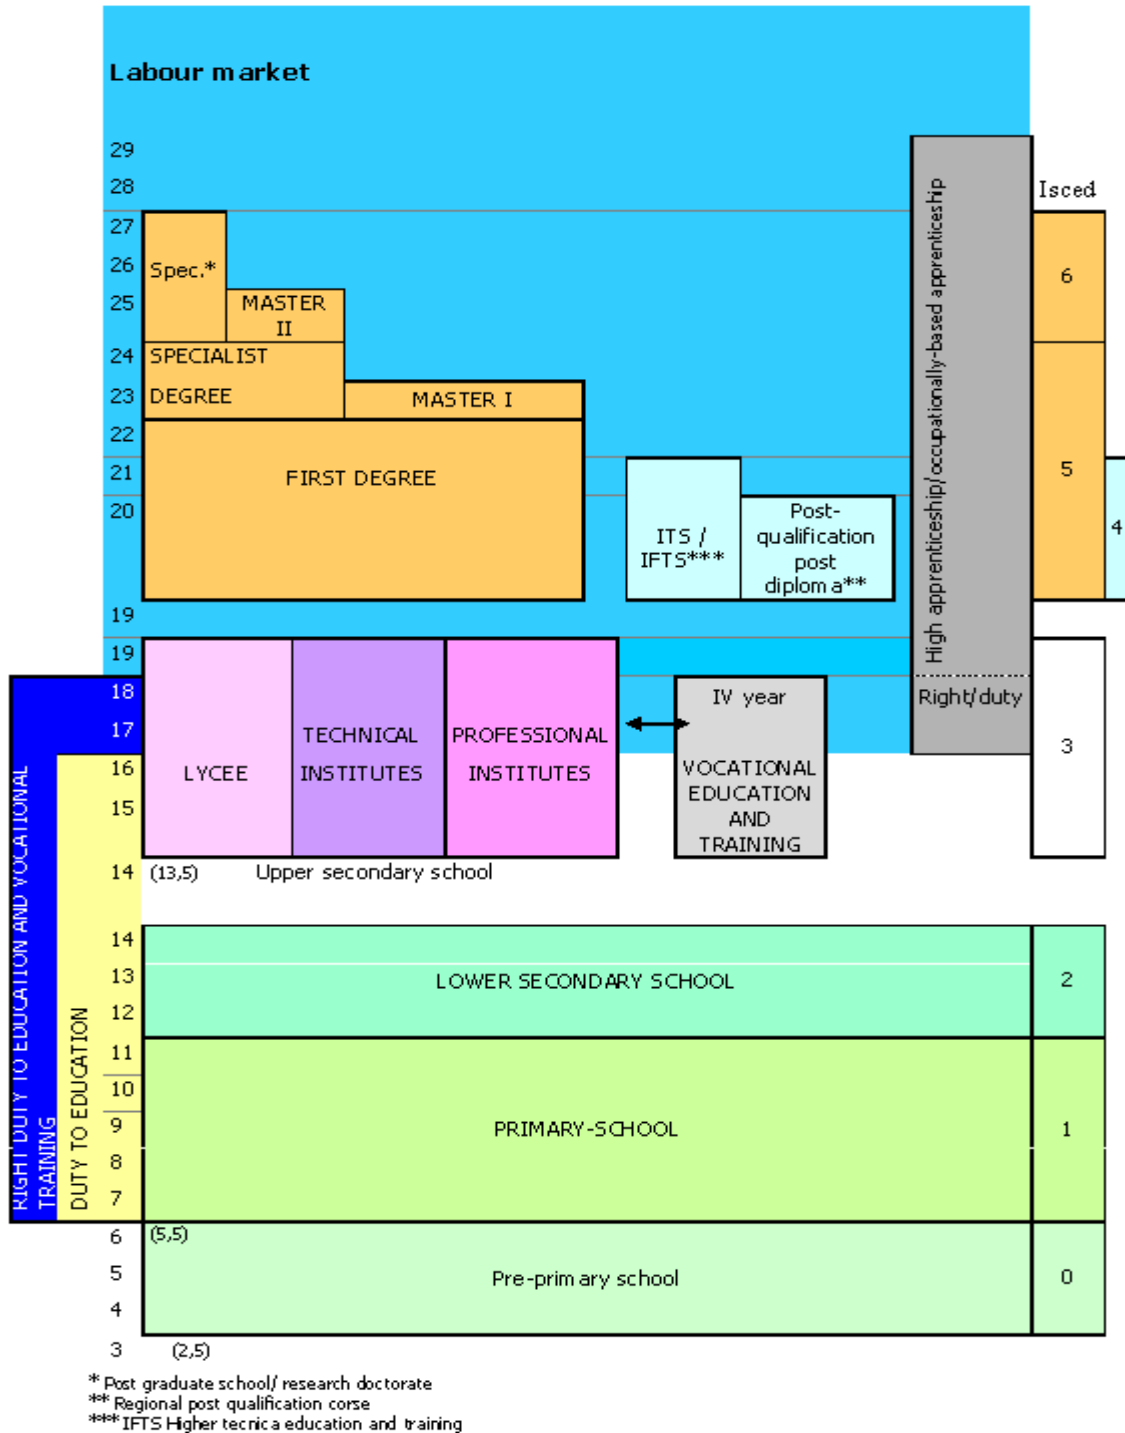 Labour market
29
28
Isced
27
26
Spec.*
6
25
MASTER
II
24
SPECIALIST
23
DEGREE
MASTER I
22
21
FIRST DEGREE
5
20
Post-
qualification
post
diploma**
ITS /
IFTS***
4
High apprenticeship/occupationally-based apprenticeship
19
19
18
IV year
Right/duty
17
TECHNICAL
INSTITUTES
PROFESSIONAL
INSTITUTES
16
LYCEE
VOCATIONAL
EDUCATION
AND
TRAINING
3
15
14
(13,5)
Upper secondary school
RIGHT DUTY TO EDUCATION AND VOCATIONAL
TRAINING
DUTY TO EDUCATION
14
13
LOWER SECONDARY SCHOOL
2
12
11
10
9
PRIMARY-SCHOOL
1
8
7
6
(5,5)
5
Pre-primary school
0
4
3
(2,5)
* Post graduate school/ research doctorate
** Regional post qualification corse
*** IFTS Higher tecnica education and training